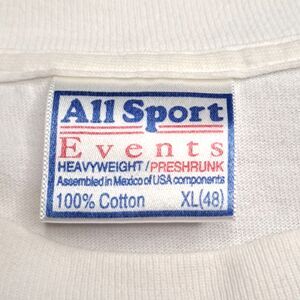 All Sport
Events
HEAVYWEIGHT/PRESHRUNK
Assembled in Mexico of USA components
100% Cotton XL(48)